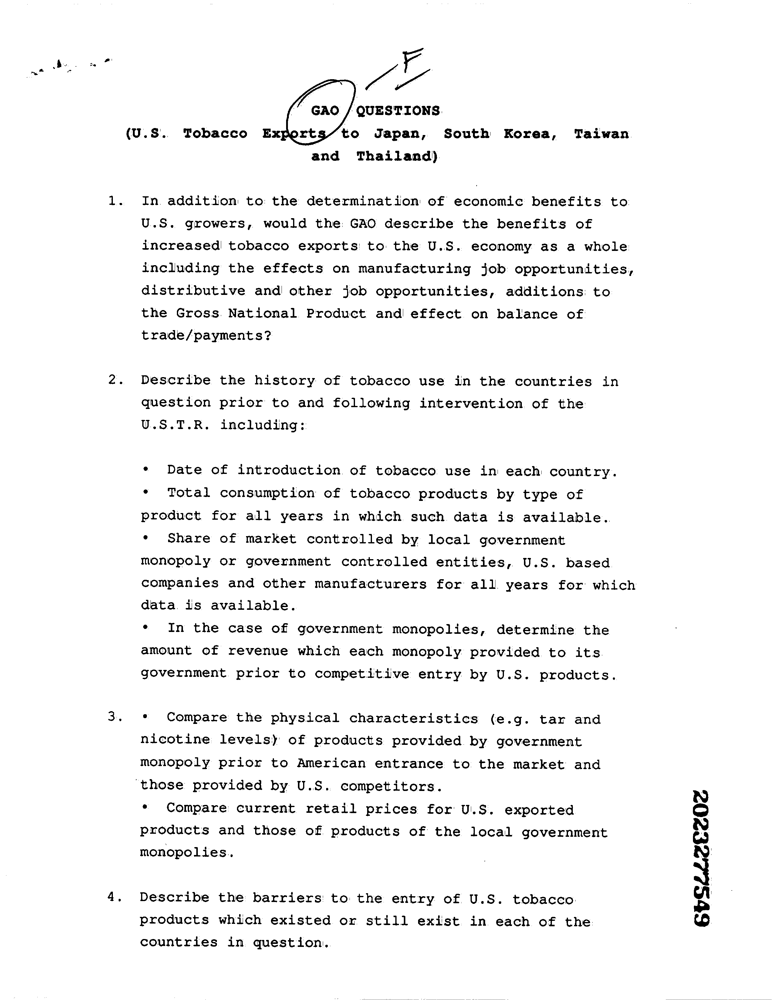 F
GAO QUESTIONS
(U.S. Tobacco Exports to Japan, South Korea, Taiwan
and Thailand)
1. In addition to the determination of economic benefits to
U.S. growers, would the GAO describe the benefits of
increased tobacco exports to the U.S. economy as a whole
including the effects on manufacturing job opportunities,
distributive and other job opportunities, additions to
the Gross National Product and effect on balance of
trade/payments?
2. Describe the history of tobacco use in the countries in
question prior to and following intervention of the
U.S.T.R. including:
• Date of introduction of tobacco use in each country.
• Total consumption of tobacco products by type of
product for all years in which such data is available.
• Share of market controlled by local government
monopoly or government controlled entities, U.S. based
companies and other manufacturers for all years for which
data is available.
• In the case of government monopolies, determine the
amount of revenue which each monopoly provided to its
government prior to competitive entry by U.S. products.
3. • Compare the physical characteristics (e.g. tar and
nicotine levels) of products provided by government
monopoly prior to American entrance to the market and
those provided by U.S. competitors.
• Compare current retail prices for U.S. exported
products and those of products of the local government
monopolies.
4. Describe the barriers to the entry of U.S. tobacco
products which existed or still exist in each of the
countries in question.
2023277549